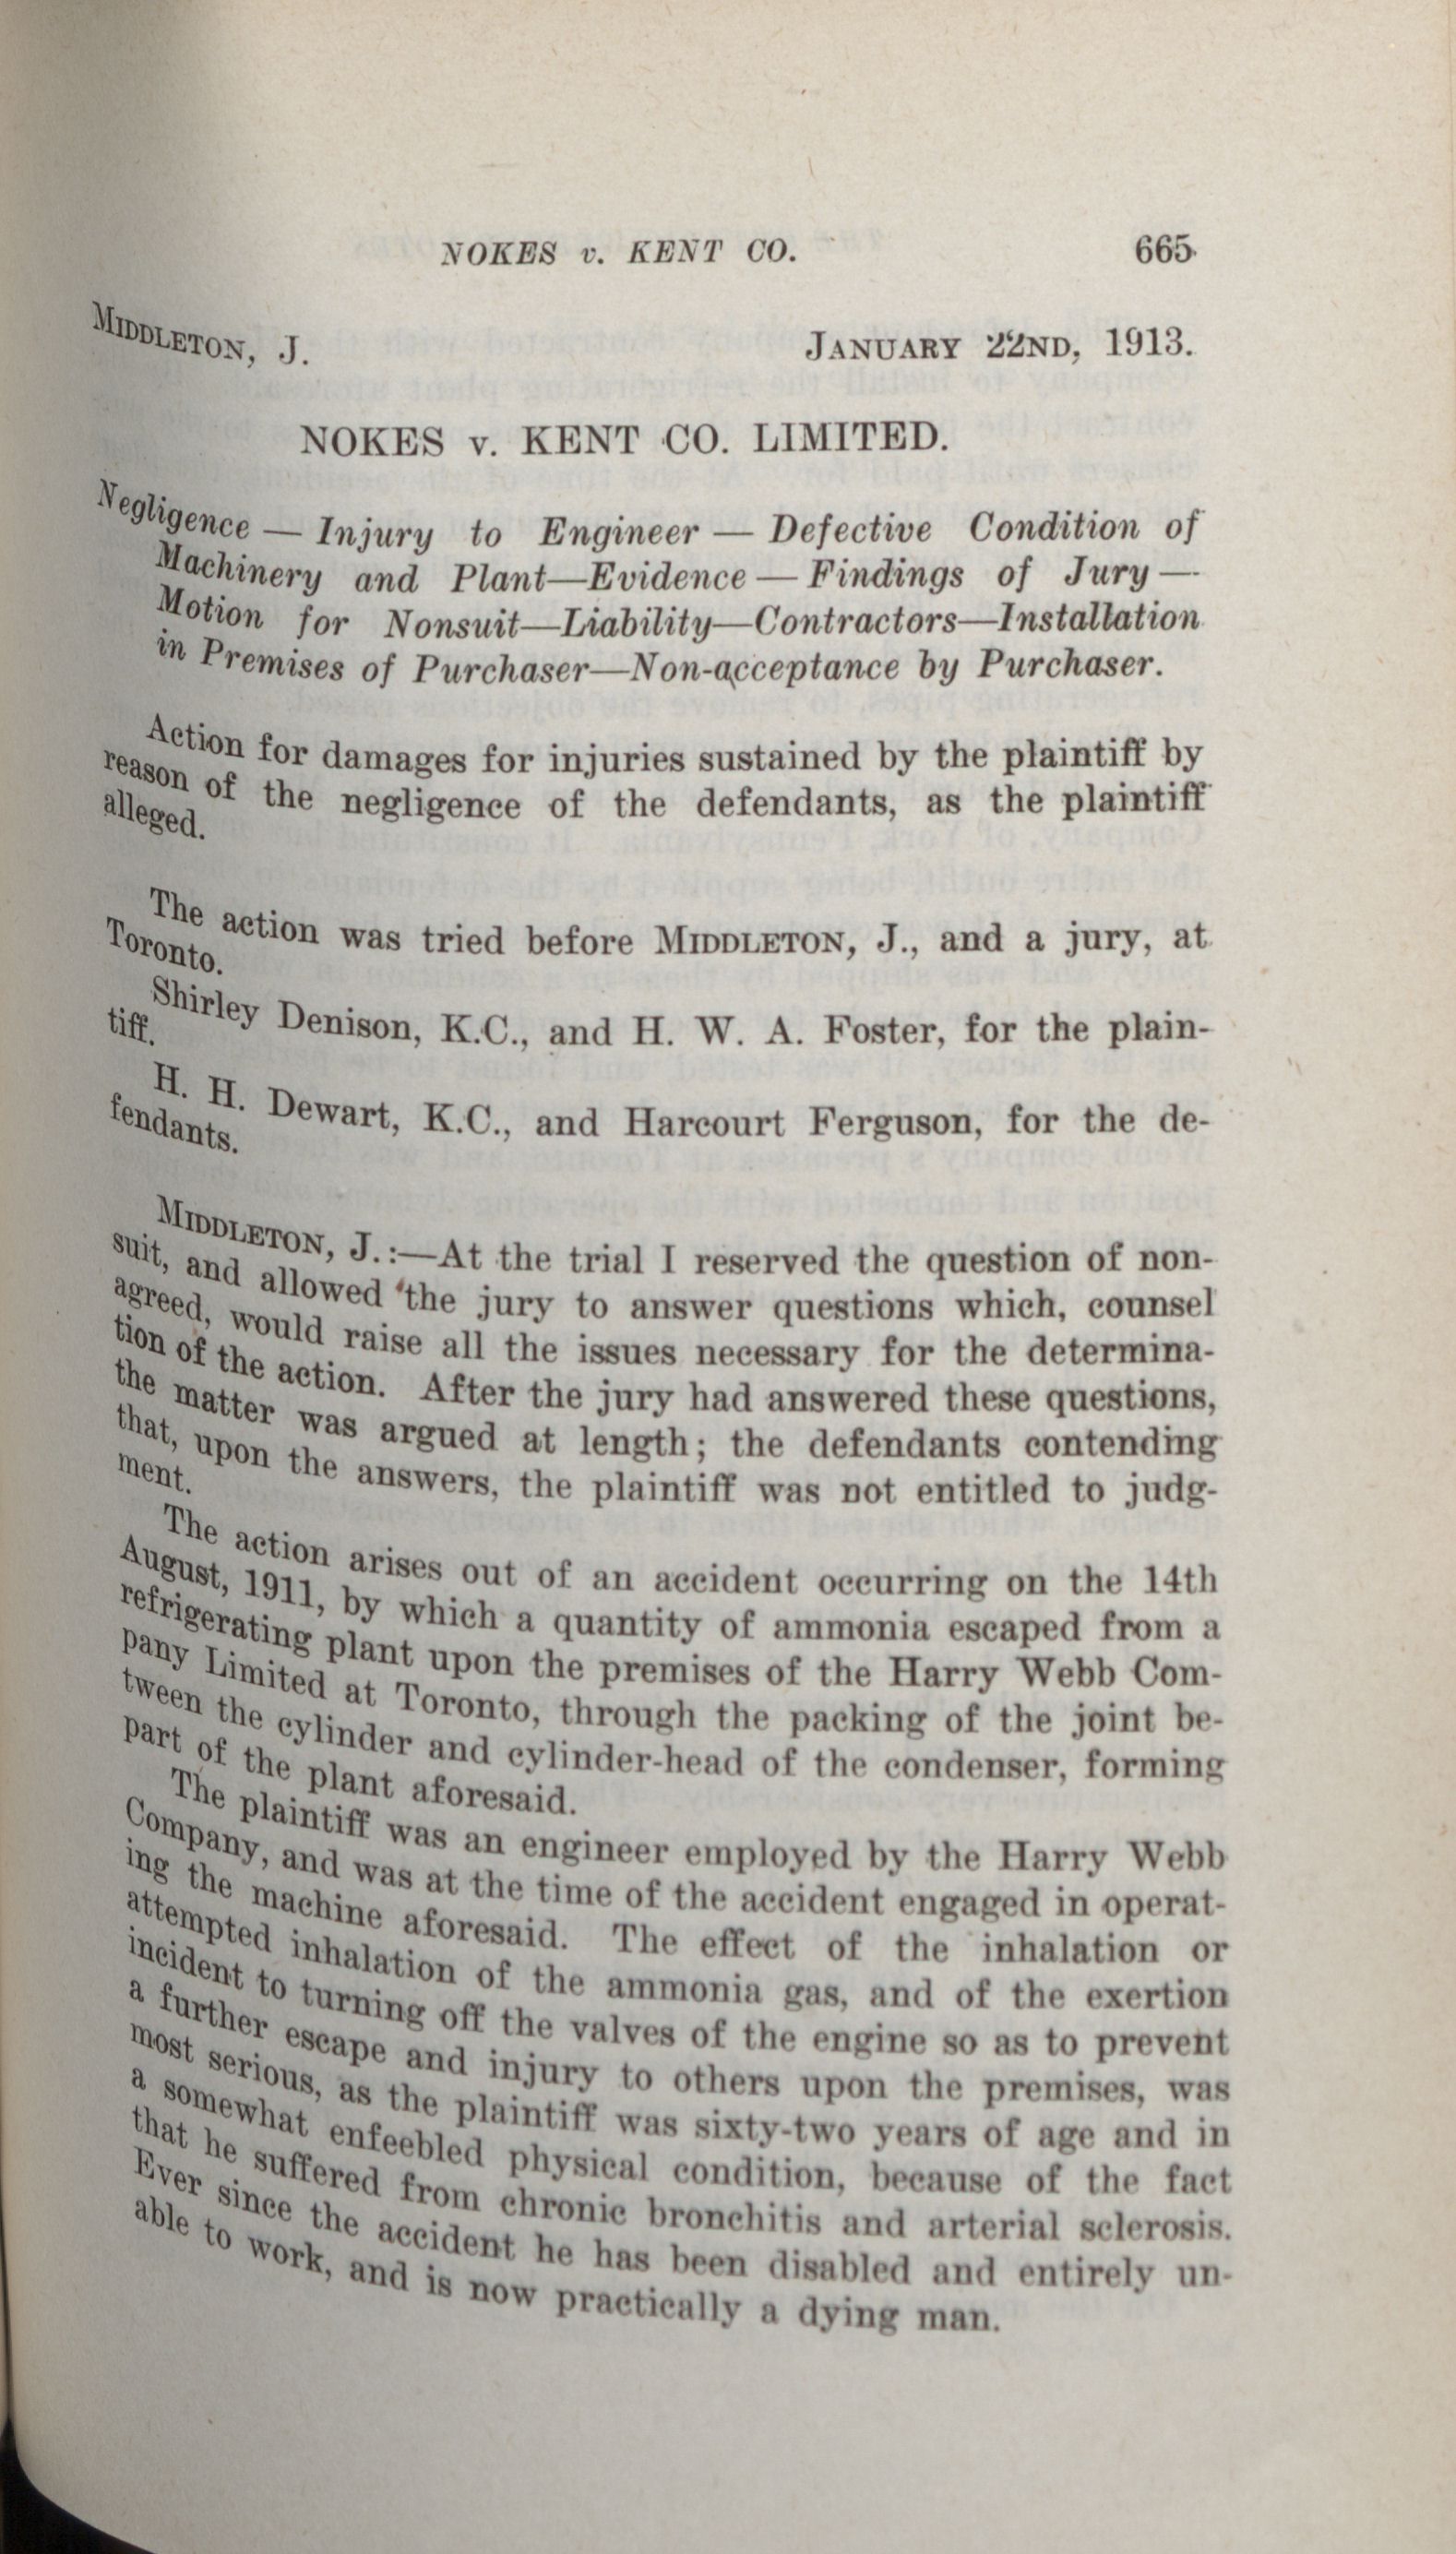 NOKES v. KENT CO. 665
MIDDLETON, J. JANUARY 22ND, 1913.
NOKES v. KENT CO. LIMITED.
Negligence — Injury to Engineer — Defective Condition of
Machinery and Plant—Evidence — Findings of Jury —
Motion for Nonsuit—Liability—Contractors—Installation
in Premises of Purchaser—Non-acceptance by Purchaser.
Action for damages for injuries sustained by the plaintiff by
reason of the negligence of the defendants, as the plaintiff
alleged.
The action was tried before MIDDLETON, J., and a jury, at
Toronto.
Shirley Denison, K.C., and H. W. A. Foster, for the plain-
tiff.
H. H. Dewart, K.C., and Harcourt Ferguson, for the de-
fendants.
MIDDLETON, J.:—At the trial I reserved the question of non-
suit, and allowed the jury to answer questions which, counsel
agreed, would raise all the issues necessary for the determina-
tion of the action. After the jury had answered these questions,
the matter was argued at length; the defendants contending
that, upon the answers, the plaintiff was not entitled to judg-
ment.
The action arises out of an accident occurring on the 14th
August, 1911, by which a quantity of ammonia escaped from a
refrigerating plant upon the premises of the Harry Webb Com-
pany Limited at Toronto, through the packing of the joint be-
tween the cylinder and cylinder-head of the condenser, forming
part of the plant aforesaid.
The plaintiff was an engineer employed by the Harry Webb
Company, and was at the time of the accident engaged in operat-
ing the machine aforesaid. The effect of the inhalation or
attempted inhalation of the ammonia gas, and of the exertion
incident to turning off the valves of the engine so as to prevent
a further escape and injury to others upon the premises, was
most serious, as the plaintiff was sixty-two years of age and in
a somewhat enfeebled physical condition, because of the fact
that he suffered from chronic bronchitis and arterial sclerosis.
Ever since the accident he has been disabled and entirely un-
able to work, and is now practically a dying man.